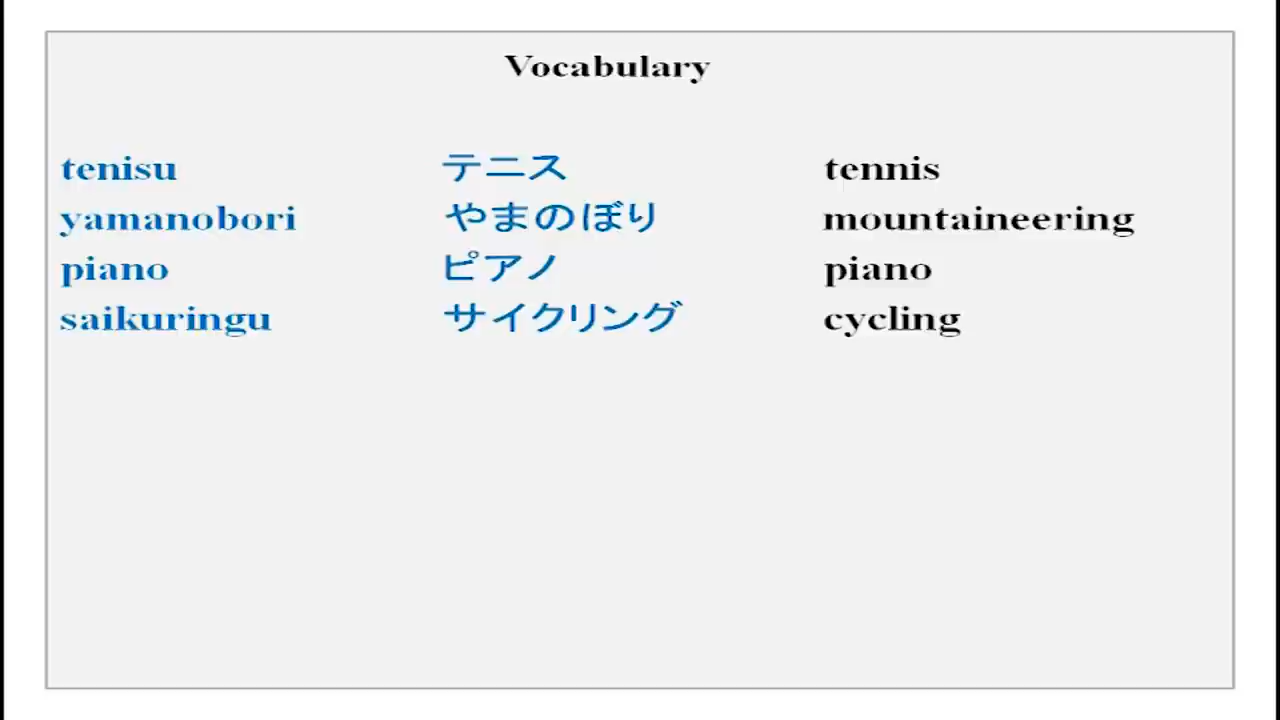 Vocabulary
tenisu テニス tennis
yamanobori やまのぼり mountaineering
piano ピアノ piano
saikuringu サイクリング cycling